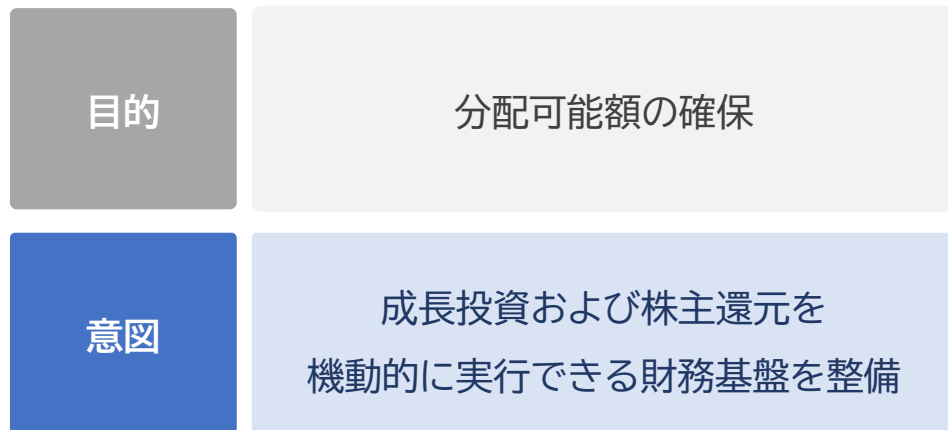 目的
分配可能額の確保
意図
成長投資および株主還元を
機動的に実行できる財務基盤を整備